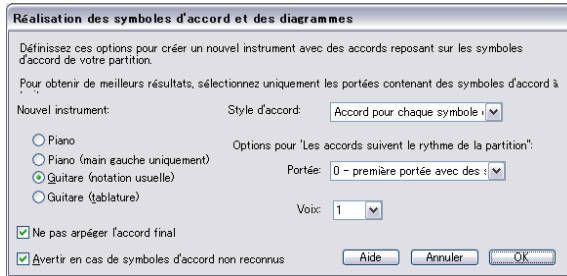 Réalisation des symboles d'accord et des diagrammes
Définissez ces options pour créer un nouvel instrument avec des accords reposant sur les symboles
d'accord de votre partition.
Pour obtenir de meilleurs résultats, sélectionnez uniquement les portées contenant des symboles d'accord à
Nouvel instrument:
Style d'accord:
Accord pour chaque symbole
Piano
Piano (main gauche uniquement)
Guitare (notation usuelle)
Guitare (tablature)
Options pour 'Les accords suivent le rythme de la partition":
Portée:
0 - première portée avec des
Voix:
1
Ne pas arpéger l'accord final
Avertir en cas de symboles d'accord non reconnus
Aide
Annuler
OK